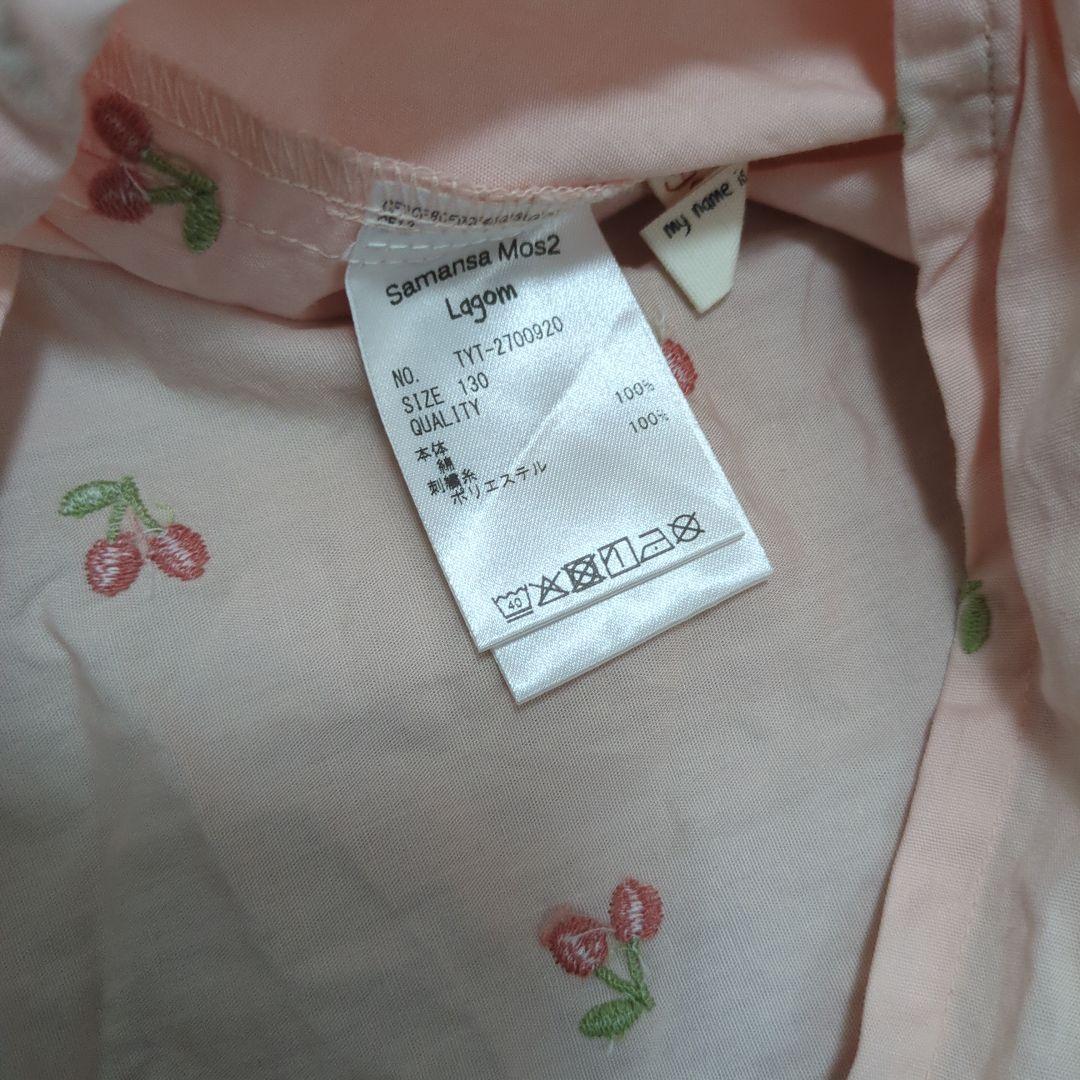 Samansa Mos2
Lagom
NO. TYT-2700920
SIZE 130
QUALITY
本体
綿 100%
刺繍糸
ポリエステル 100%
40
my name is